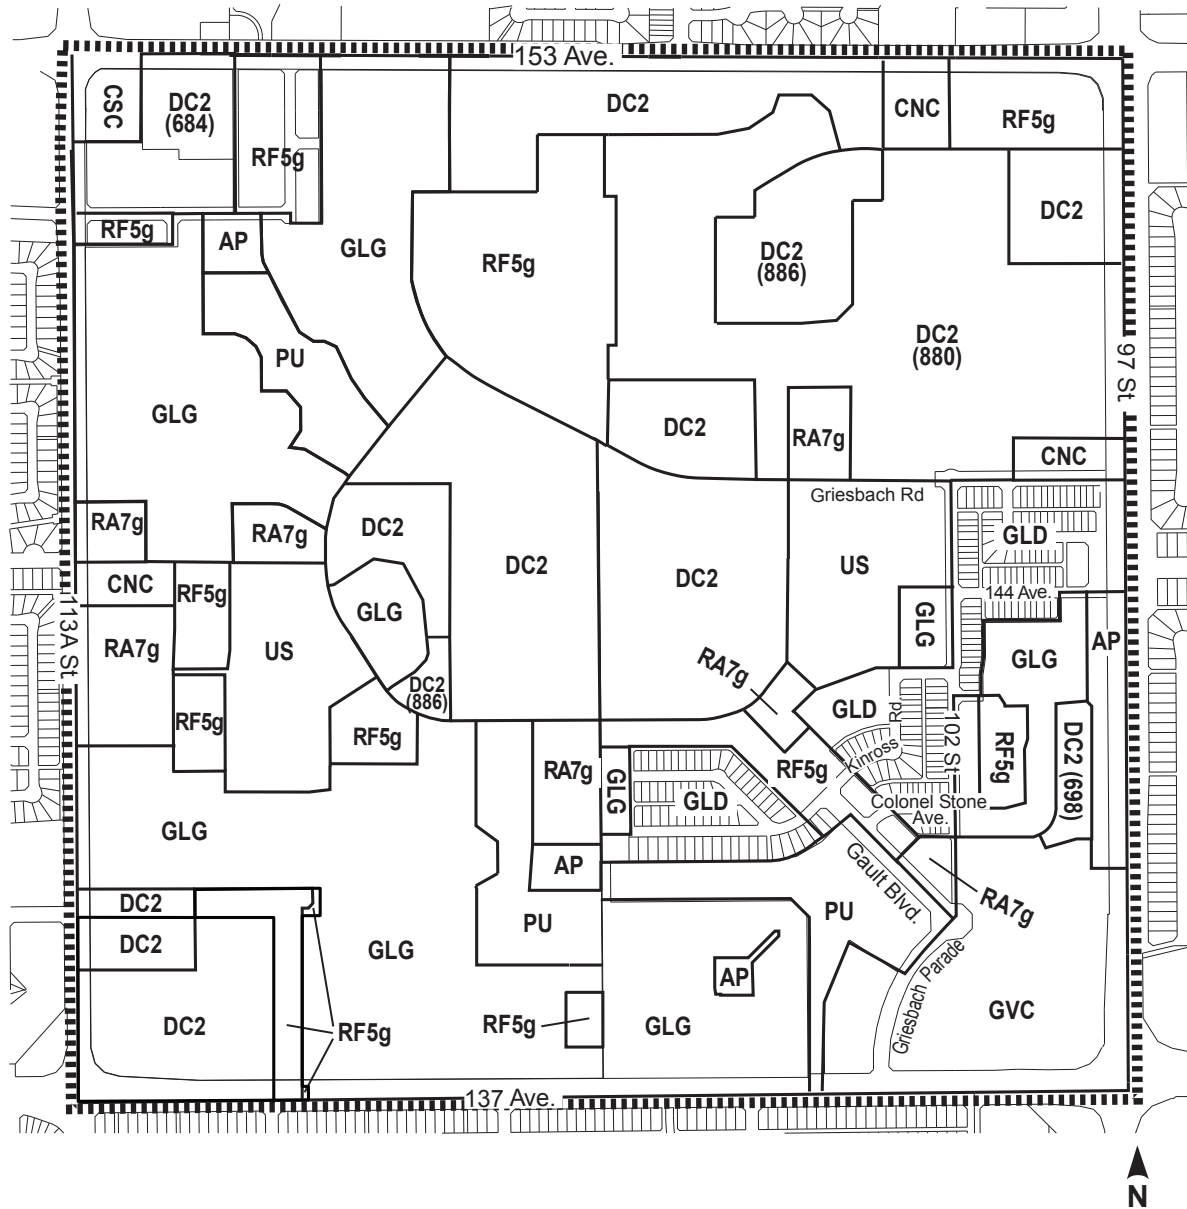 153 Ave.
CSC
DC2
(684)
RF5g
DC2
CNC
RF5g
RF5g
AP
GLG
RF5g
DC2
(886)
DC2
DC2
(880)
97 St
PU
GLG
DC2
RA7g
CNC
Griesbach Rd
RA7g
RA7g
DC2
DC2
DC2
US
GLD
144 Ave.
CNC
RF5g
GLG
GLG
113A St
RA7g
US
RA7g
GLG
AP
DC2
(886)
GLD
RF5g
RF5g
Kinross
Rd
102 St
RF5g
DC2 (698)
RA7g
GLG
GLD
RF5g
Colonel Stone
Ave.
GLG
AP
Gault Blvd.
RA7g
DC2
DC2
GLG
PU
PU
AP
Griesbach Parade
DC2
RF5g
RF5g
GLG
GVC
137 Ave.
N